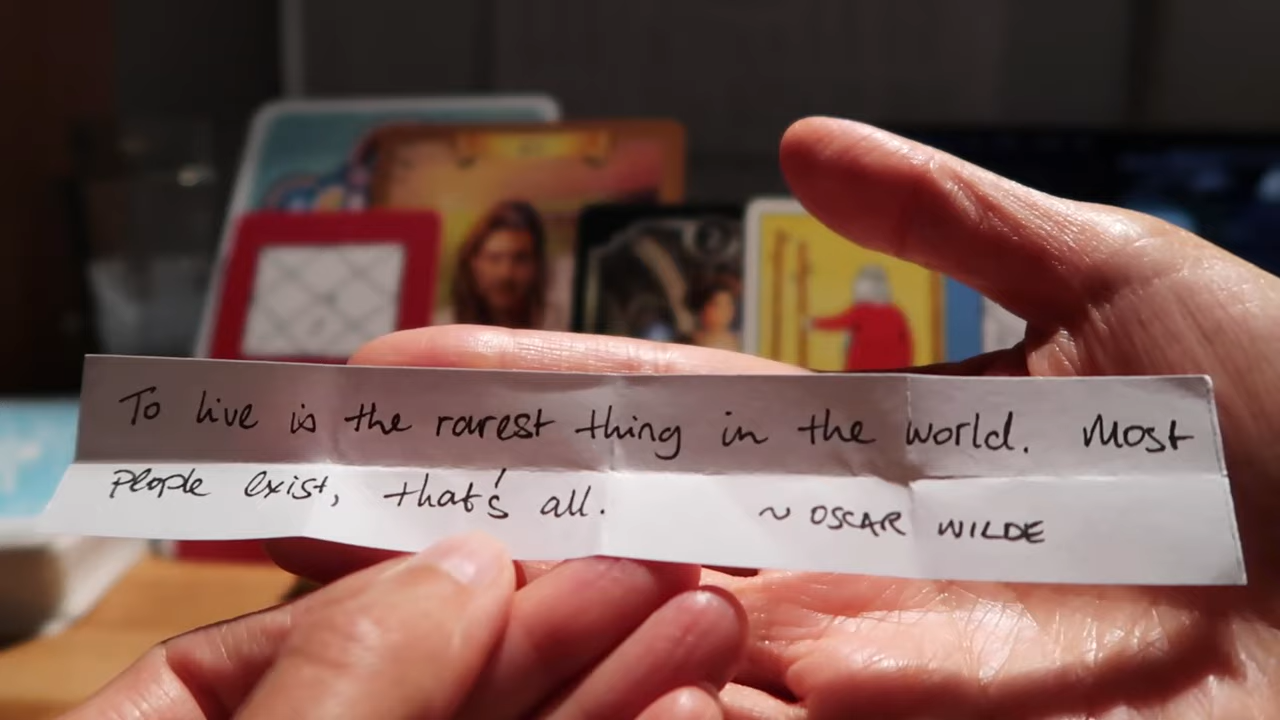 To live is the rarest thing in the world. Most
people exist, that's all. ~ OSCAR WILDE